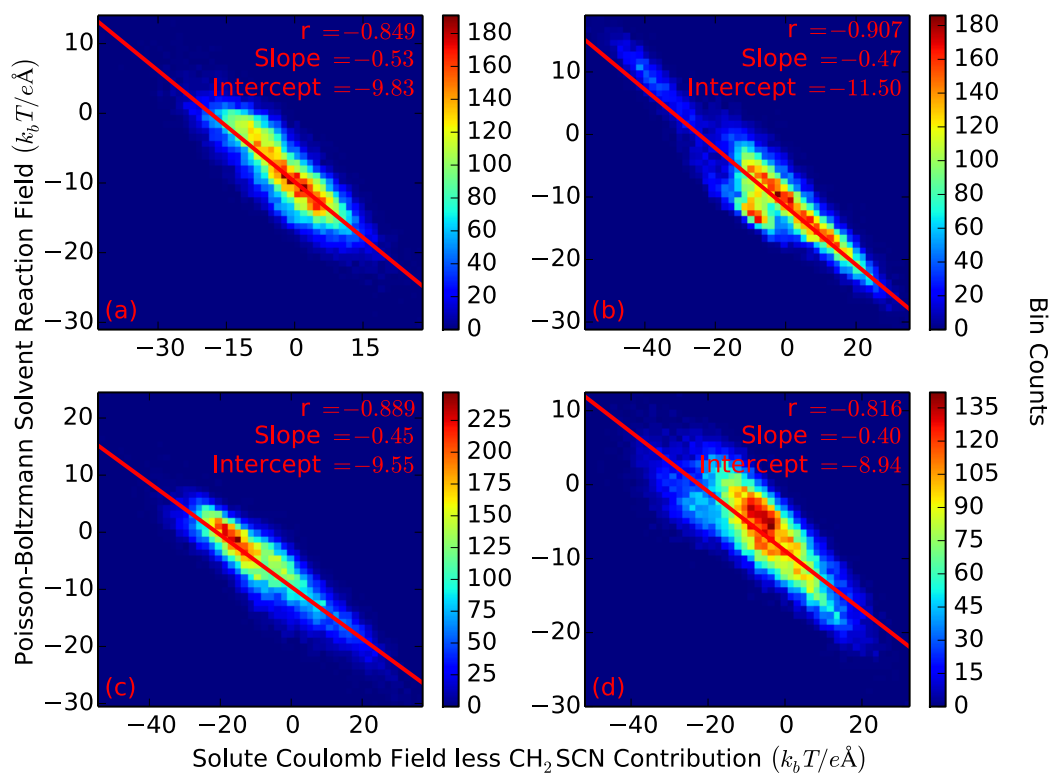 Poisson-Boltzmann Solvent Reaction Field (k_bT/eÅ)
10
0
−10
−20
−30
r =−0.849
Slope =−0.53
Intercept =−9.83
(a)
−30 −15 0 15
180
160
140
120
100
80
60
40
20
0
10
0
−10
−20
−30
r =−0.907
Slope =−0.47
Intercept =−11.50
(b)
−40 −20 0 20
180
160
140
120
100
80
60
40
20
0
Bin Counts
20
10
0
−10
−20
−30
r =−0.889
Slope =−0.45
Intercept =−9.55
(c)
−40 −20 0 20
225
200
175
150
125
100
75
50
25
0
10
0
−10
−20
−30
r =−0.816
Slope =−0.40
Intercept =−8.94
(d)
−40 −20 0 20
135
120
105
90
75
60
45
30
15
0
Solute Coulomb Field less CH₂SCN Contribution (k_bT/eÅ)